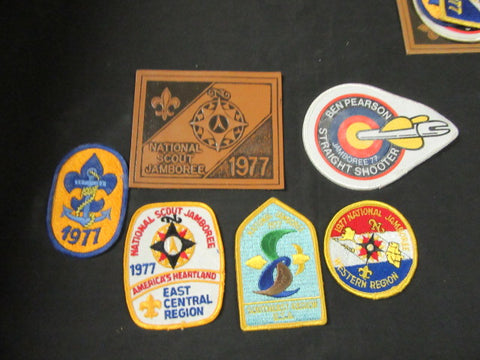 NATIONAL
SCOUT
JAMBOREE
1977
BEN PEARSON
JAMBOREE 77
STRAIGHT SHOOTER
77
1977
NATIONAL SCOUT JAMBOREE
1977
AMERICA'S HEARTLAND
EAST
CENTRAL
REGION
1977 NATIONAL JAMBOREE
REGION